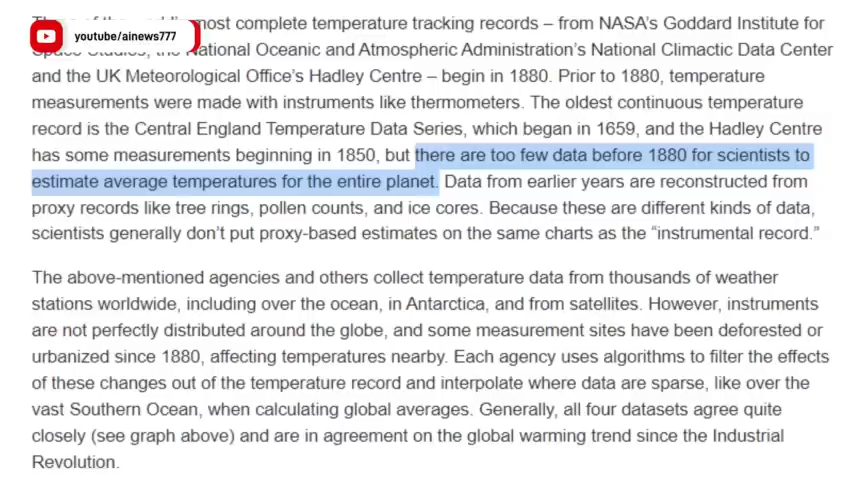 most complete temperature tracking records – from NASA's Goddard Institute for
youtube/ainews777
National Oceanic and Atmospheric Administration's National Climactic Data Center
and the UK Meteorological Office's Hadley Centre – begin in 1880. Prior to 1880, temperature
measurements were made with instruments like thermometers. The oldest continuous temperature
record is the Central England Temperature Data Series, which began in 1659, and the Hadley Centre
has some measurements beginning in 1850, but there are too few data before 1880 for scientists to
estimate average temperatures for the entire planet. Data from earlier years are reconstructed from
proxy records like tree rings, pollen counts, and ice cores. Because these are different kinds of data,
scientists generally don't put proxy-based estimates on the same charts as the “instrumental record.”
The above-mentioned agencies and others collect temperature data from thousands of weather
stations worldwide, including over the ocean, in Antarctica, and from satellites. However, instruments
are not perfectly distributed around the globe, and some measurement sites have been deforested or
urbanized since 1880, affecting temperatures nearby. Each agency uses algorithms to filter the effects
of these changes out of the temperature record and interpolate where data are sparse, like over the
vast Southern Ocean, when calculating global averages. Generally, all four datasets agree quite
closely (see graph above) and are in agreement on the global warming trend since the Industrial
Revolution.